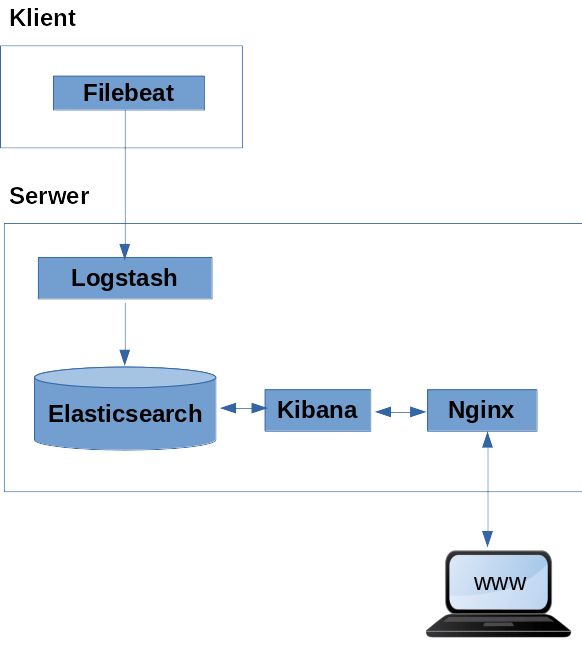 Klient
Filebeat
Serwer
Logstash
Elasticsearch
Kibana
Nginx
www